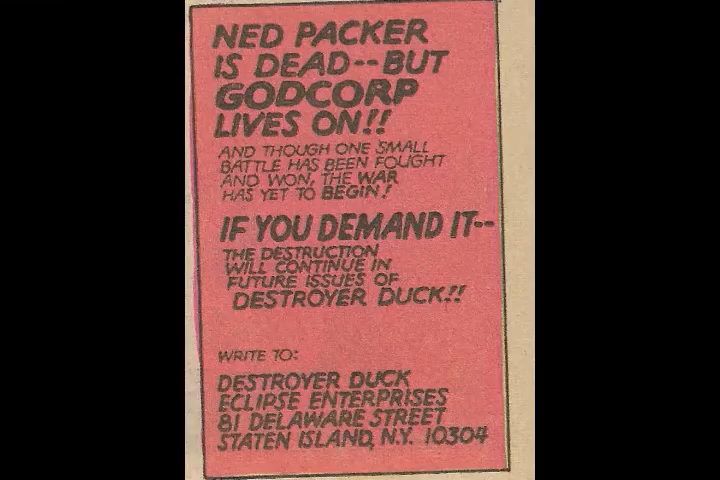 NED PACKER
IS DEAD--BUT
GODCORP
LIVES ON!!
AND THOUGH ONE SMALL
BATTLE HAS BEEN FOUGHT
AND WON, THE WAR
HAS YET TO BEGIN!
IF YOU DEMAND IT--
THE DESTRUCTION
WILL CONTINUE IN
FUTURE ISSUES OF
DESTROYER DUCK!!
WRITE TO:
DESTROYER DUCK
ECLIPSE ENTERPRISES
81 DELAWARE STREET
STATEN ISLAND, N.Y. 10304